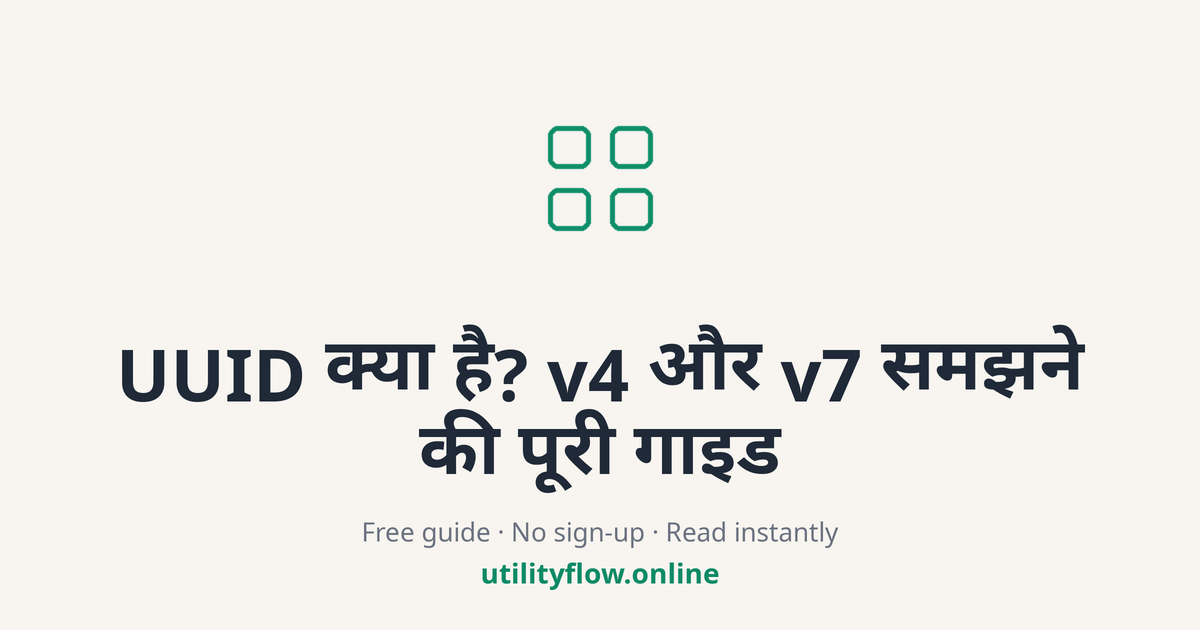 UUID क्या है? v4 और v7 समझने
की पूरी गाइड
Free guide · No sign-up · Read instantly
utilityflow.online